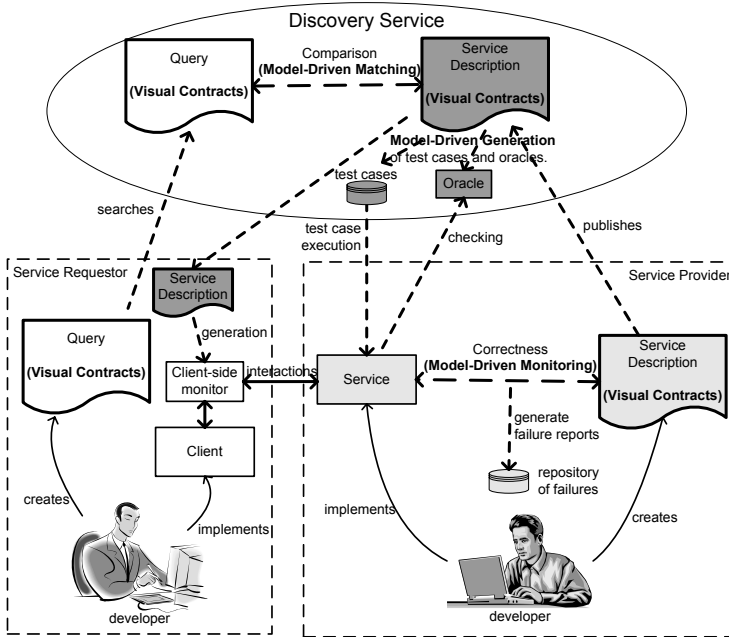 Discovery Service
Query
(Visual Contracts)
Comparison
(Model-Driven Matching)
Service
Description
(Visual Contracts)
Model-Driven Generation
of test cases and oracles.
test cases
Oracle
searches
test case
execution
checking
publishes
Service Requestor
Service
Description
generation
Query
(Visual Contracts)
Client-side
monitor
interactions
Client
creates
implements
developer
Service Provider
Service
Correctness
(Model-Driven Monitoring)
Service
Description
(Visual Contracts)
generate
failure reports
repository
of failures
implements
creates
developer